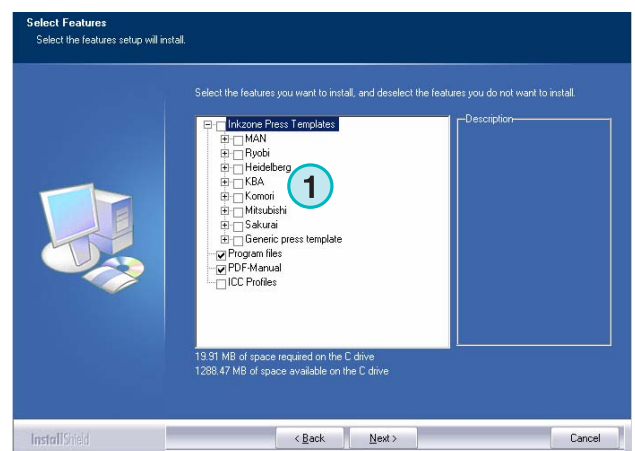 Select Features
Select the features setup will install.
Select the features you want to install, and deselect the features you do not want to install.
Inkzone Press Templates
MAN
Ryobi
Heidelberg
KBA
Komori
Mitsubishi
Sakurai
Generic press template
Program files
PDF-Manual
ICC Profiles
1
Description
19.91 MB of space required on the C drive
1288.47 MB of space available on the C drive
InstallShield
< Back
Next >
Cancel